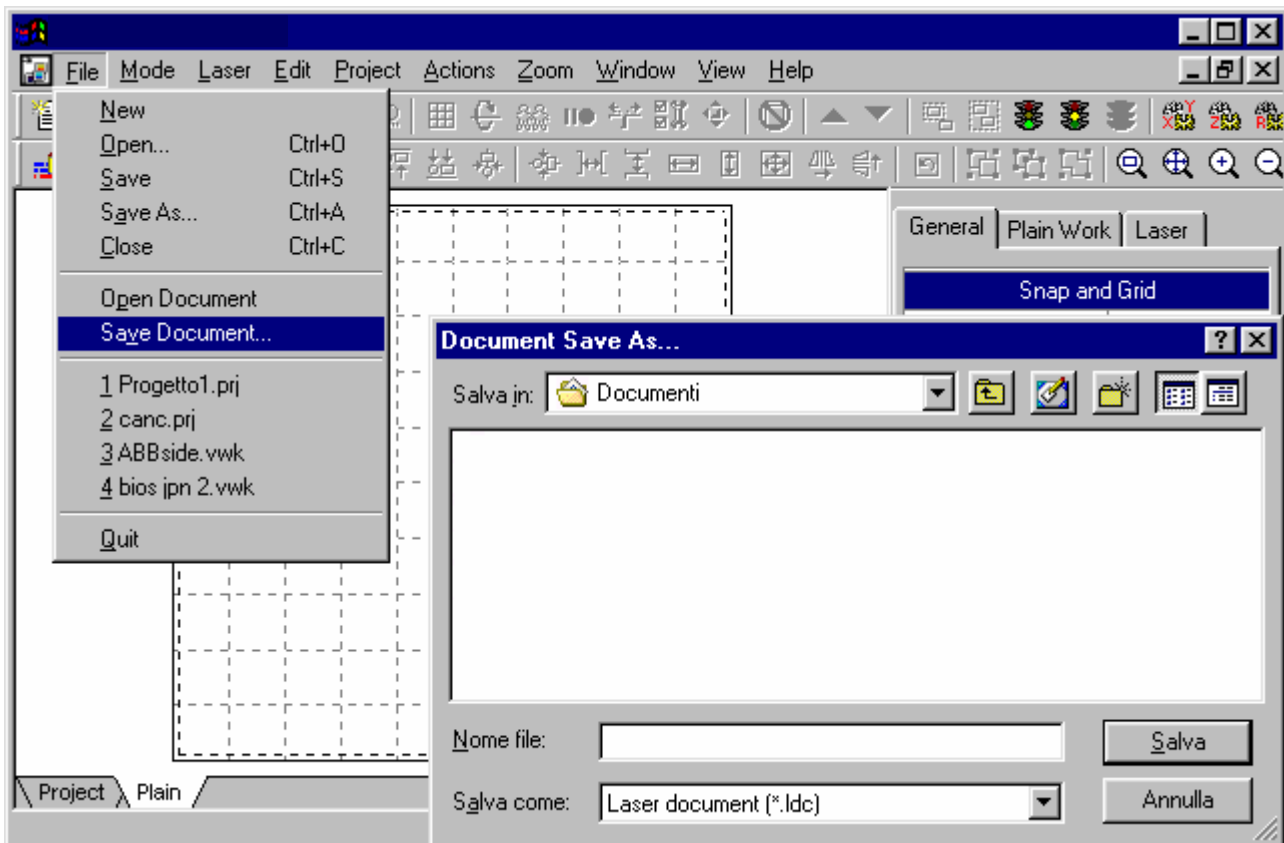 File Mode Laser Edit Project Actions Zoom Window View Help
New
Open... Ctrl+O
Save Ctrl+S
Save As... Ctrl+A
Close Ctrl+C
Open Document
Save Document...
1 Progetto1.prj
2 canc.prj
3 ABBside.vwk
4 bios jpn 2.vwk
Quit
General Plain Work Laser
Snap and Grid
Document Save As...
Salva in: Documenti
Nome file: Salva
Salva come: Laser document (*.ldc) Annulla
Project Plain